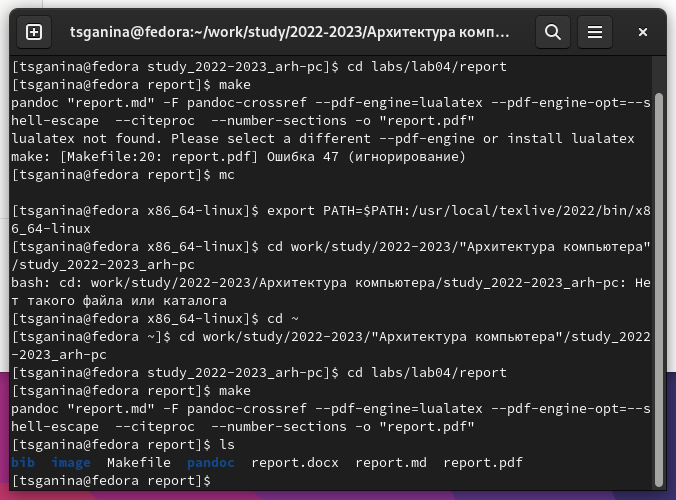 tsganina@fedora:~/work/study/2022-2023/Архитектура комп...
[tsganina@fedora study_2022-2023_arh-pc]$ cd labs/lab04/report
[tsganina@fedora report]$ make
pandoc "report.md" -F pandoc-crossref --pdf-engine=lualatex --pdf-engine-opt=--s
hell-escape  --citeproc  --number-sections -o "report.pdf"
lualatex not found. Please select a different --pdf-engine or install lualatex
make: [Makefile:20: report.pdf] Ошибка 47 (игнорирование)
[tsganina@fedora report]$ mc
[tsganina@fedora x86_64-linux]$ export PATH=$PATH:/usr/local/texlive/2022/bin/x8
6_64-linux
[tsganina@fedora x86_64-linux]$ cd work/study/2022-2023/"Архитектура компьютера"
/study_2022-2023_arh-pc
bash: cd: work/study/2022-2023/Архитектура компьютера/study_2022-2023_arh-pc: Не
т такого файла или каталога
[tsganina@fedora x86_64-linux]$ cd ~
[tsganina@fedora ~]$ cd work/study/2022-2023/"Архитектура компьютера"/study_2022
-2023_arh-pc
[tsganina@fedora study_2022-2023_arh-pc]$ cd labs/lab04/report
[tsganina@fedora report]$ make
pandoc "report.md" -F pandoc-crossref --pdf-engine=lualatex --pdf-engine-opt=--s
hell-escape  --citeproc  --number-sections -o "report.pdf"
[tsganina@fedora report]$ ls
bib  image  Makefile  pandoc  report.docx  report.md  report.pdf
[tsganina@fedora report]$